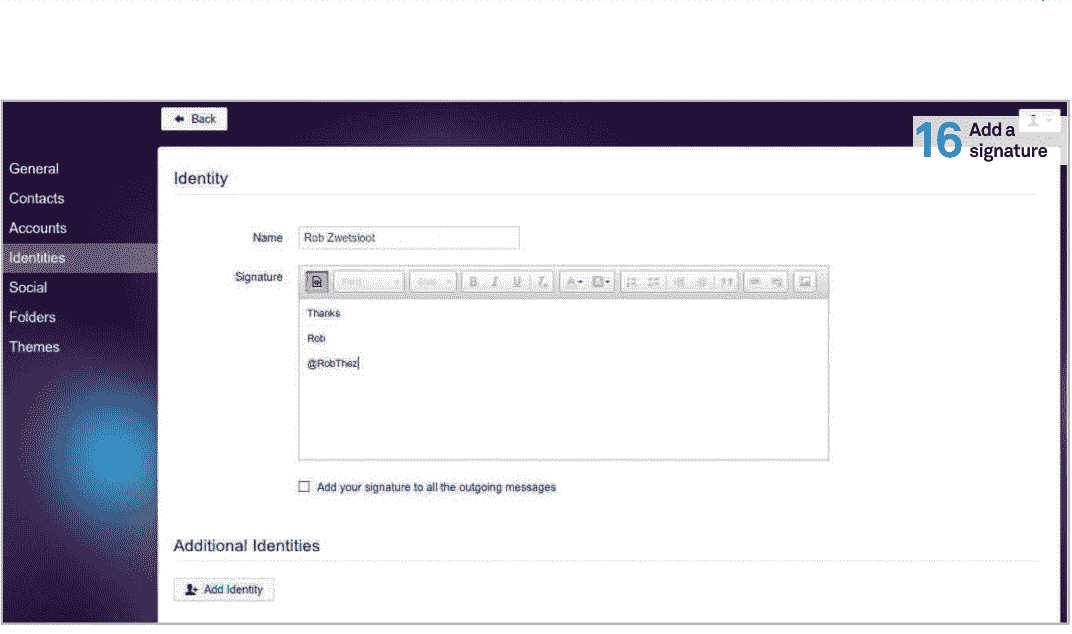 Back
16 Add a
signature
General
Contacts
Accounts
Identities
Social
Folders
Themes
Identity
Name Rob Zwetsloot
Signature
Thanks
Rob
@RobThez
Add your signature to all the outgoing messages
Additional Identities
Add Identity